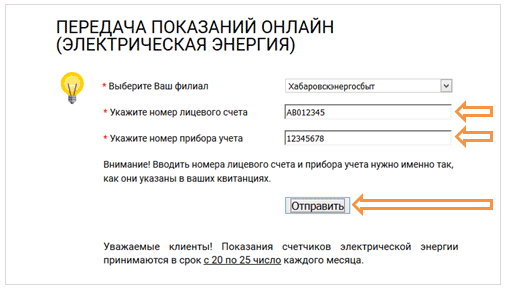 ПЕРЕДАЧА ПОКАЗАНИЙ ОНЛАЙН
(ЭЛЕКТРИЧЕСКАЯ ЭНЕРГИЯ)
* Выберите Ваш филиал Хабаровскэнергосбыт
* Укажите номер лицевого счета АВ012345
* Укажите номер прибора учета 12345678
Внимание! Вводить номера лицевого счета и прибора учета нужно именно так,
как они указаны в ваших квитанциях.
Отправить
Уважаемые клиенты! Показания счетчиков электрической энергии
принимаются в срок с 20 по 25 число каждого месяца.